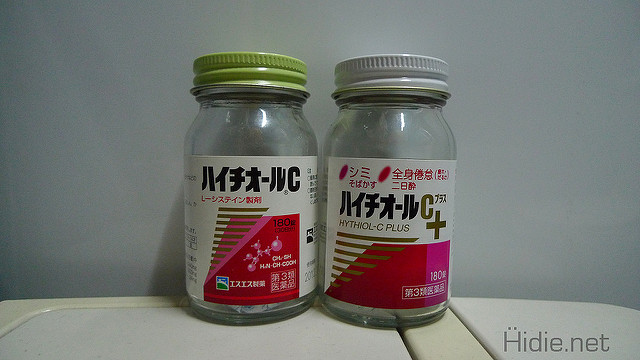 ハイチオールC
L-システイン製剤
180錠
CH₂-SH
H₂N-CH-COOH
エスエス製薬
第3類
医薬品
シミ
そばかす
全身倦怠
二日酔
ハイチオールC
プラス
+
HYTHIOL-C PLUS
180錠
第3類医薬品
Hidie.net